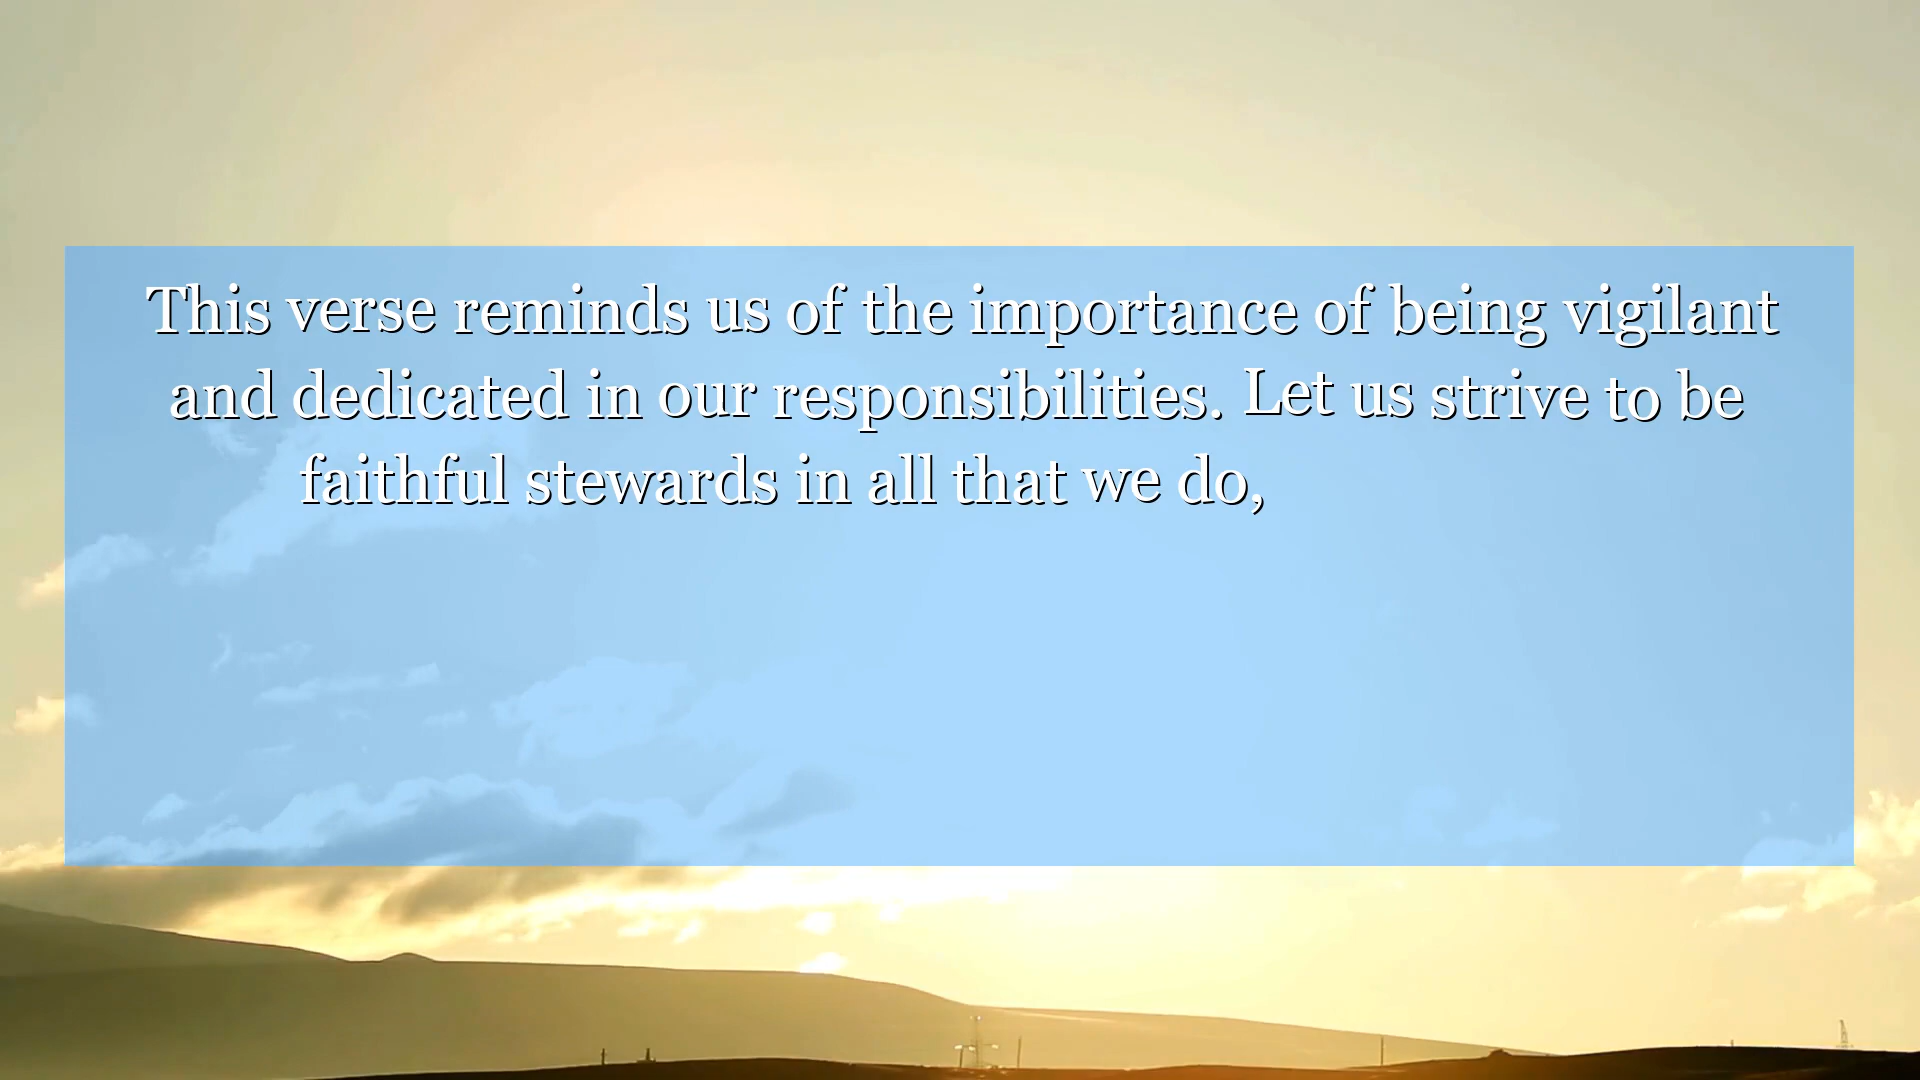 This verse reminds us of the importance of being vigilant
and dedicated in our responsibilities. Let us strive to be
faithful stewards in all that we do,